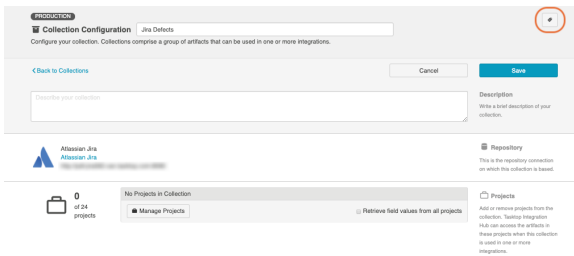 PRODUCTION
Collection Configuration
Jira Defects
Configure your collection. Collections comprise a group of artifacts that can be used in one or more integrations.
Back to Collections
Cancel
Save
Describe your collection
Description
Write a brief description of your
collection.
Atlassian Jira
Atlassian Jira
Repository
This is the repository connection
on which this collection is based.
0
of 24
projects
No Projects in Collection
Manage Projects
Retrieve field values from all projects
Projects
Add or remove projects from the
collection. Tasktop Integration
Hub can access the artifacts in
these projects when this collection
is used in one or more
integrations.